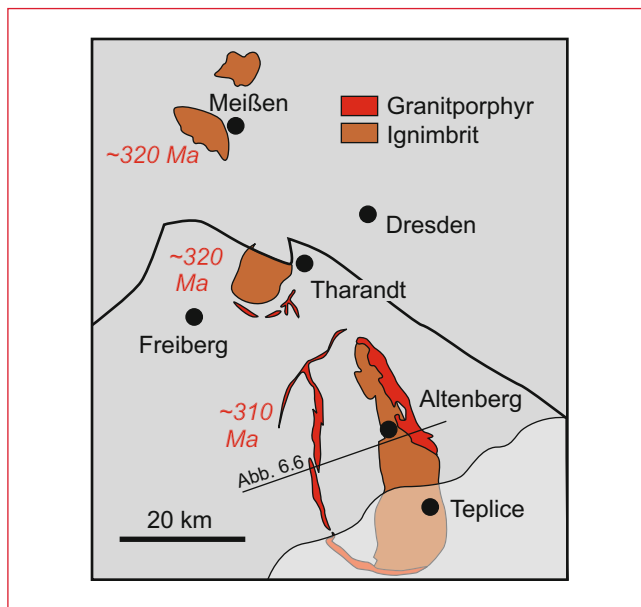 Meißen
~320 Ma
Granitporphyr
Ignimbrit
Dresden
~320
Ma
Tharandt
Freiberg
~310
Ma
Altenberg
Abb. 6.6
Teplice
20 km